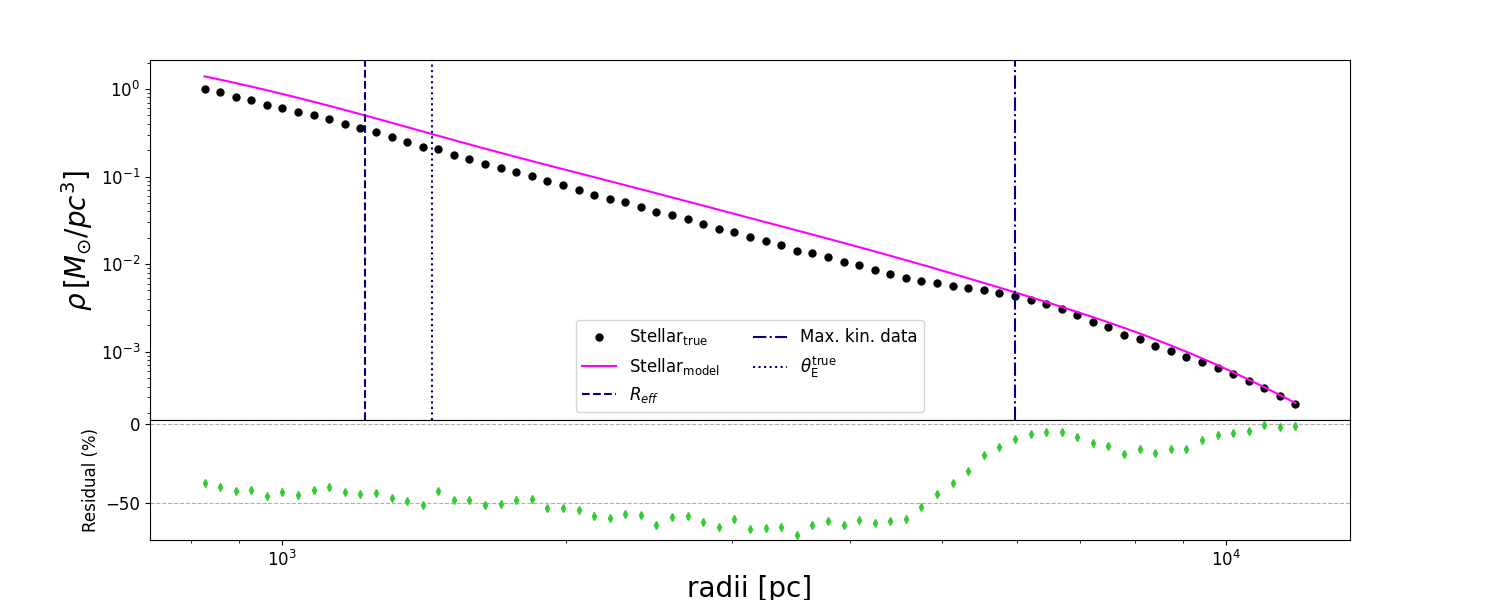 10⁰
10⁻¹
10⁻²
10⁻³
ρ [M⊙/pc³]
Stellar_true
Stellar_model
R_eff
Max. kin. data
θ_E^true
0
−50
Residual (%)
10³
10⁴
radii [pc]